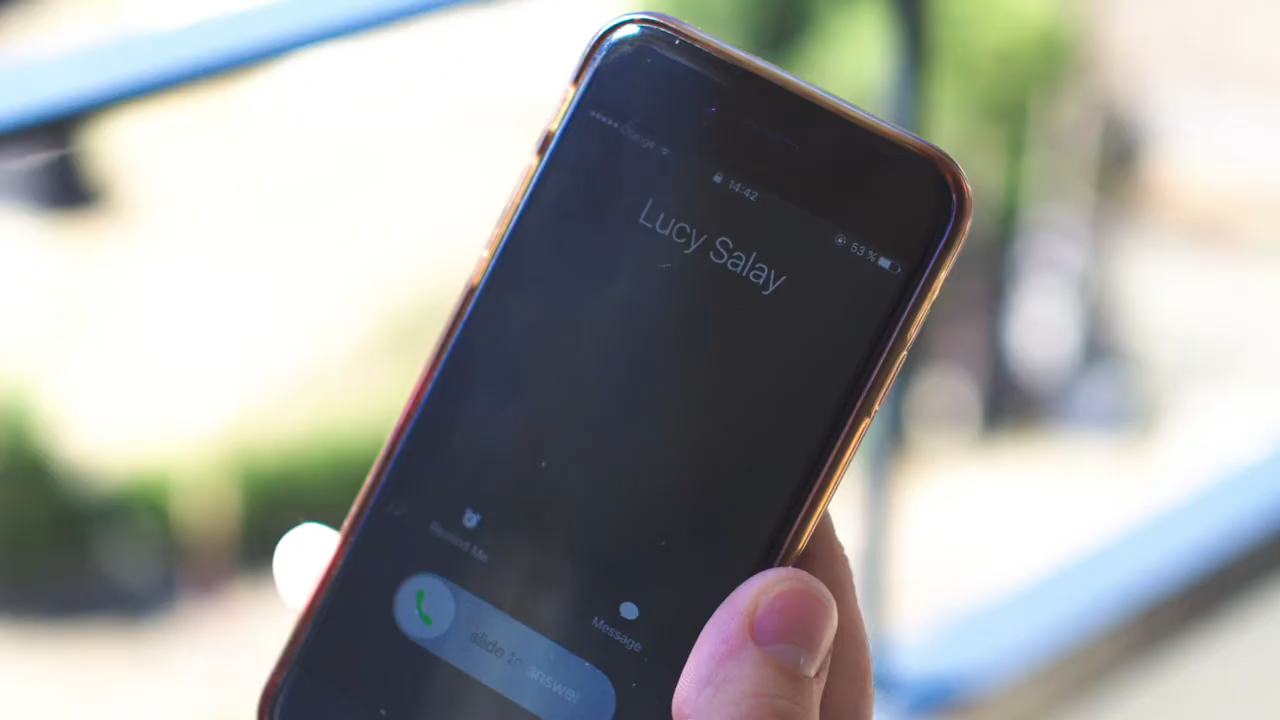 14:42
53 %
Lucy Salay
Remind Me
Message
slide to answer